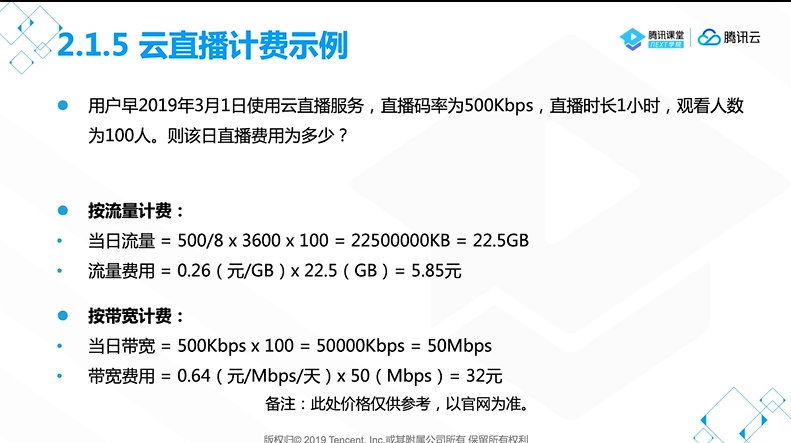 2.1.5 云直播计费示例
腾讯课堂
NEXT学院
腾讯云
用户早2019年3月1日使用云直播服务，直播码率为500Kbps，直播时长1小时，观看人数
为100人。则该日直播费用为多少？
按流量计费：
当日流量 = 500/8 x 3600 x 100 = 22500000KB = 22.5GB
流量费用 = 0.26（元/GB）x 22.5（GB）= 5.85元
按带宽计费：
当日带宽 = 500Kbps x 100 = 50000Kbps = 50Mbps
带宽费用 = 0.64（元/Mbps/天）x 50（Mbps）= 32元
备注：此处价格仅供参考，以官网为准。
版权归© 2019 Tencent, Inc.或其附属公司所有 保留所有权利